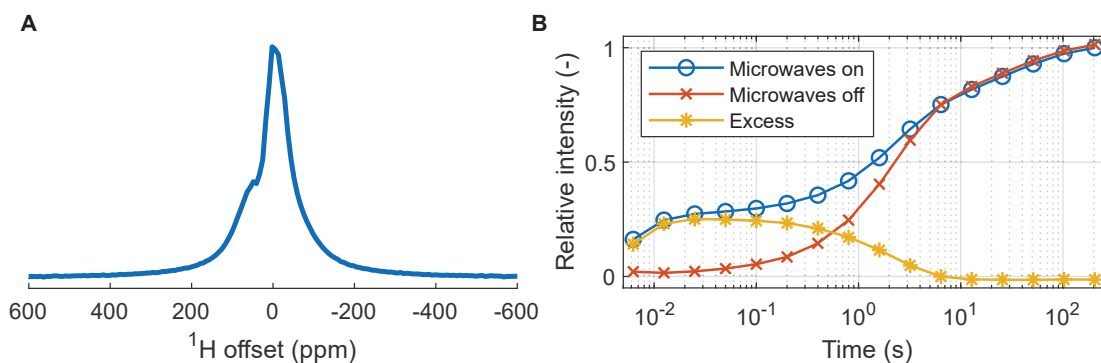 A
600 400 200 0 -200 -400 -600
¹H offset (ppm)
B
Relative intensity (-)
1
0.5
0
Microwaves on
Microwaves off
Excess
10⁻² 10⁻¹ 10⁰ 10¹ 10²
Time (s)